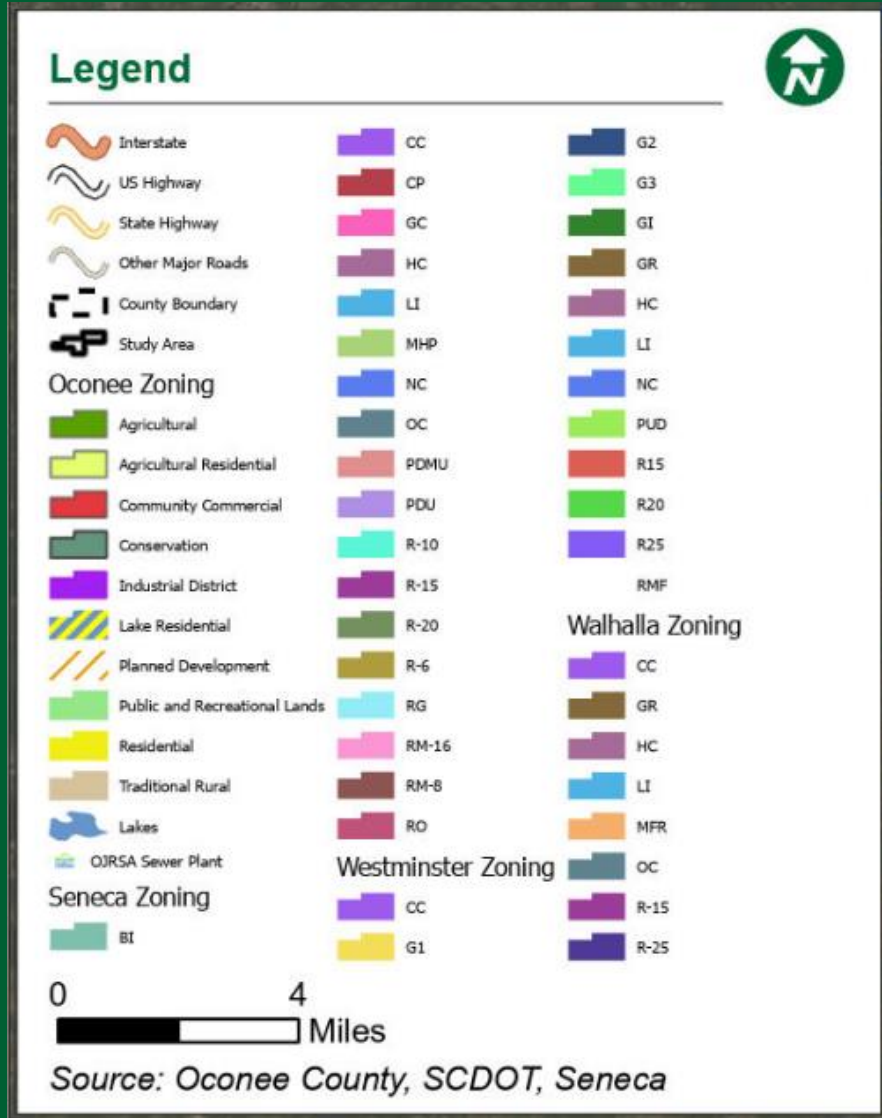 Legend
N
Interstate
US Highway
State Highway
Other Major Roads
County Boundary
Study Area
Oconee Zoning
Agricultural
Agricultural Residential
Community Commercial
Conservation
Industrial District
Lake Residential
Planned Development
Public and Recreational Lands
Residential
Traditional Rural
Lakes
OJRSA Sewer Plant
Seneca Zoning
BI
CC
CP
GC
HC
LI
MHP
NC
OC
PDMU
PDU
R-10
R-15
R-20
R-6
RG
RM-16
RM-8
RO
Westminster Zoning
CC
G1
G2
G3
GI
GR
HC
LI
NC
PUD
R15
R20
R25
RMF
Walhalla Zoning
CC
GR
HC
LI
MFR
OC
R-15
R-25
0 4
Miles
Source: Oconee County, SCDOT, Seneca